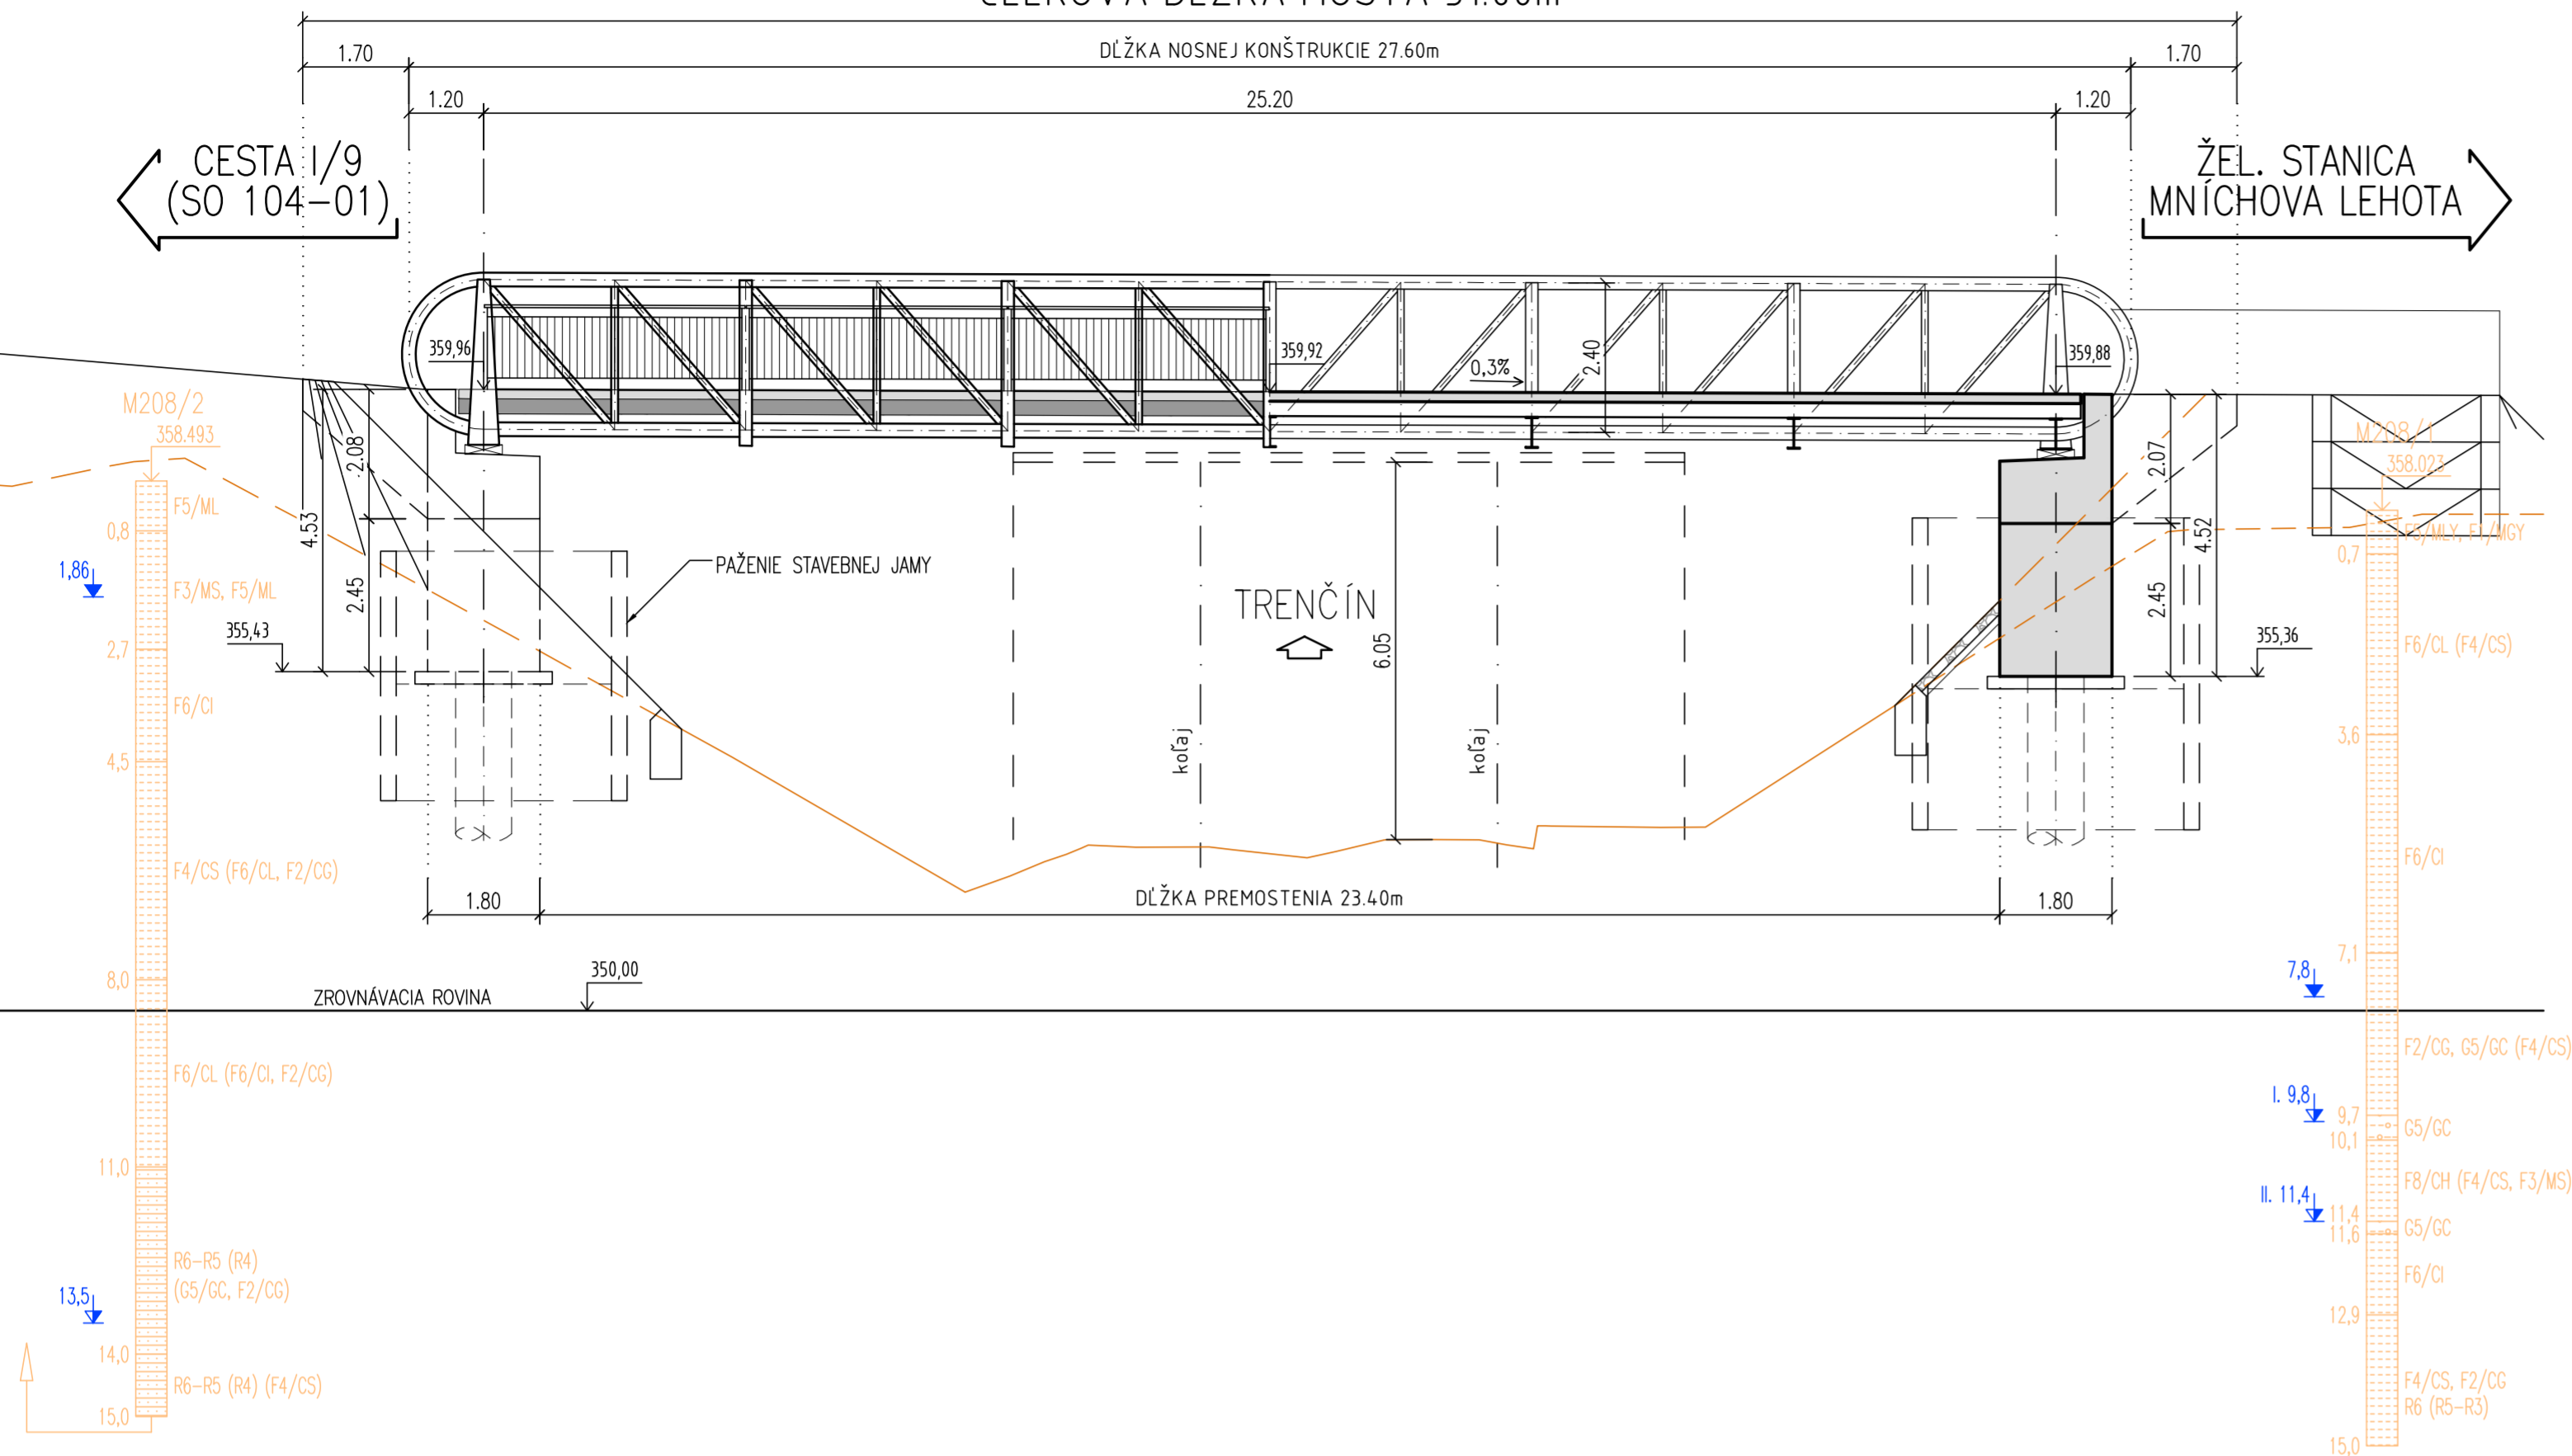 CELKOVÁ DĹŽKA MOSTA 31.00m
1.70
DĹŽKA NOSNEJ KONŠTRUKCIE 27.60m
1.70
1.20
25.20
1.20
CESTA I/9
(SO 104-01)
ŽEL. STANICA
MNÍCHOVA LEHOTA
359,96
359,92
0,3%
2.40
359,88
M208/2
358.493
M208/1
358.023
2.08
4.53
2.45
2.07
4.52
2.45
F5/ML
0,8
1,86
F3/MS, F5/ML
355,43
2,7
F6/CI
4,5
F4/CS (F6/CL, F2/CG)
8,0
F6/CL (F6/CI, F2/CG)
11,0
R6-R5 (R4)
(G5/GC, F2/CG)
13,5
14,0
R6-R5 (R4) (F4/CS)
15,0
PAŽENIE STAVEBNEJ JAMY
TRENČÍN
6.05
koľaj
koľaj
1.80
DĹŽKA PREMOSTENIA 23.40m
1.80
350,00
ZROVNÁVACIA ROVINA
F5/MLY, F1/MGY
0,7
355,36
F6/CL (F4/CS)
3,6
F6/CI
7,1
7,8
F2/CG, G5/GC (F4/CS)
I. 9,8
9,7
G5/GC
10,1
F8/CH (F4/CS, F3/MS)
II. 11,4
11,4
G5/GC
11,6
F6/CI
12,9
F4/CS, F2/CG
R6 (R5-R3)
15,0